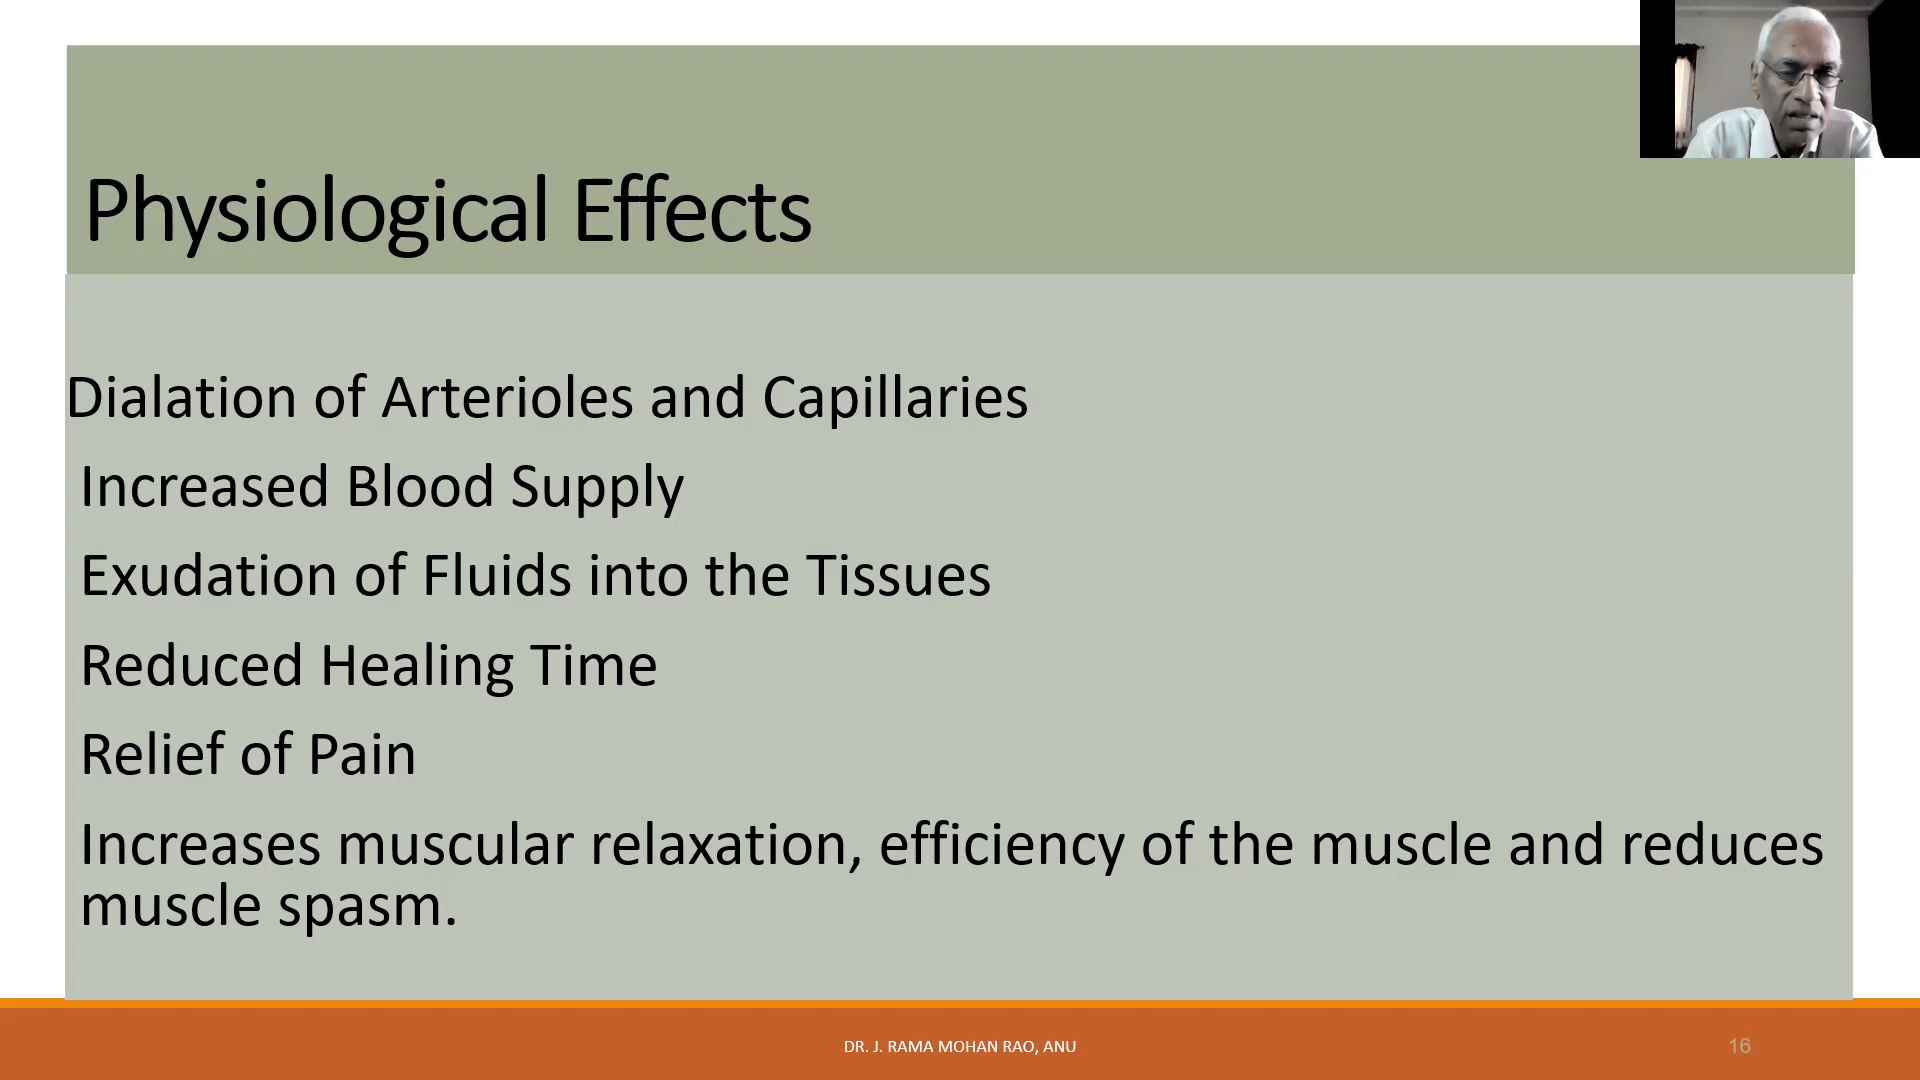 Physiological Effects
Dialation of Arterioles and Capillaries
Increased Blood Supply
Exudation of Fluids into the Tissues
Reduced Healing Time
Relief of Pain
Increases muscular relaxation, efficiency of the muscle and reduces
muscle spasm.
DR. J. RAMA MOHAN RAO, ANU
16